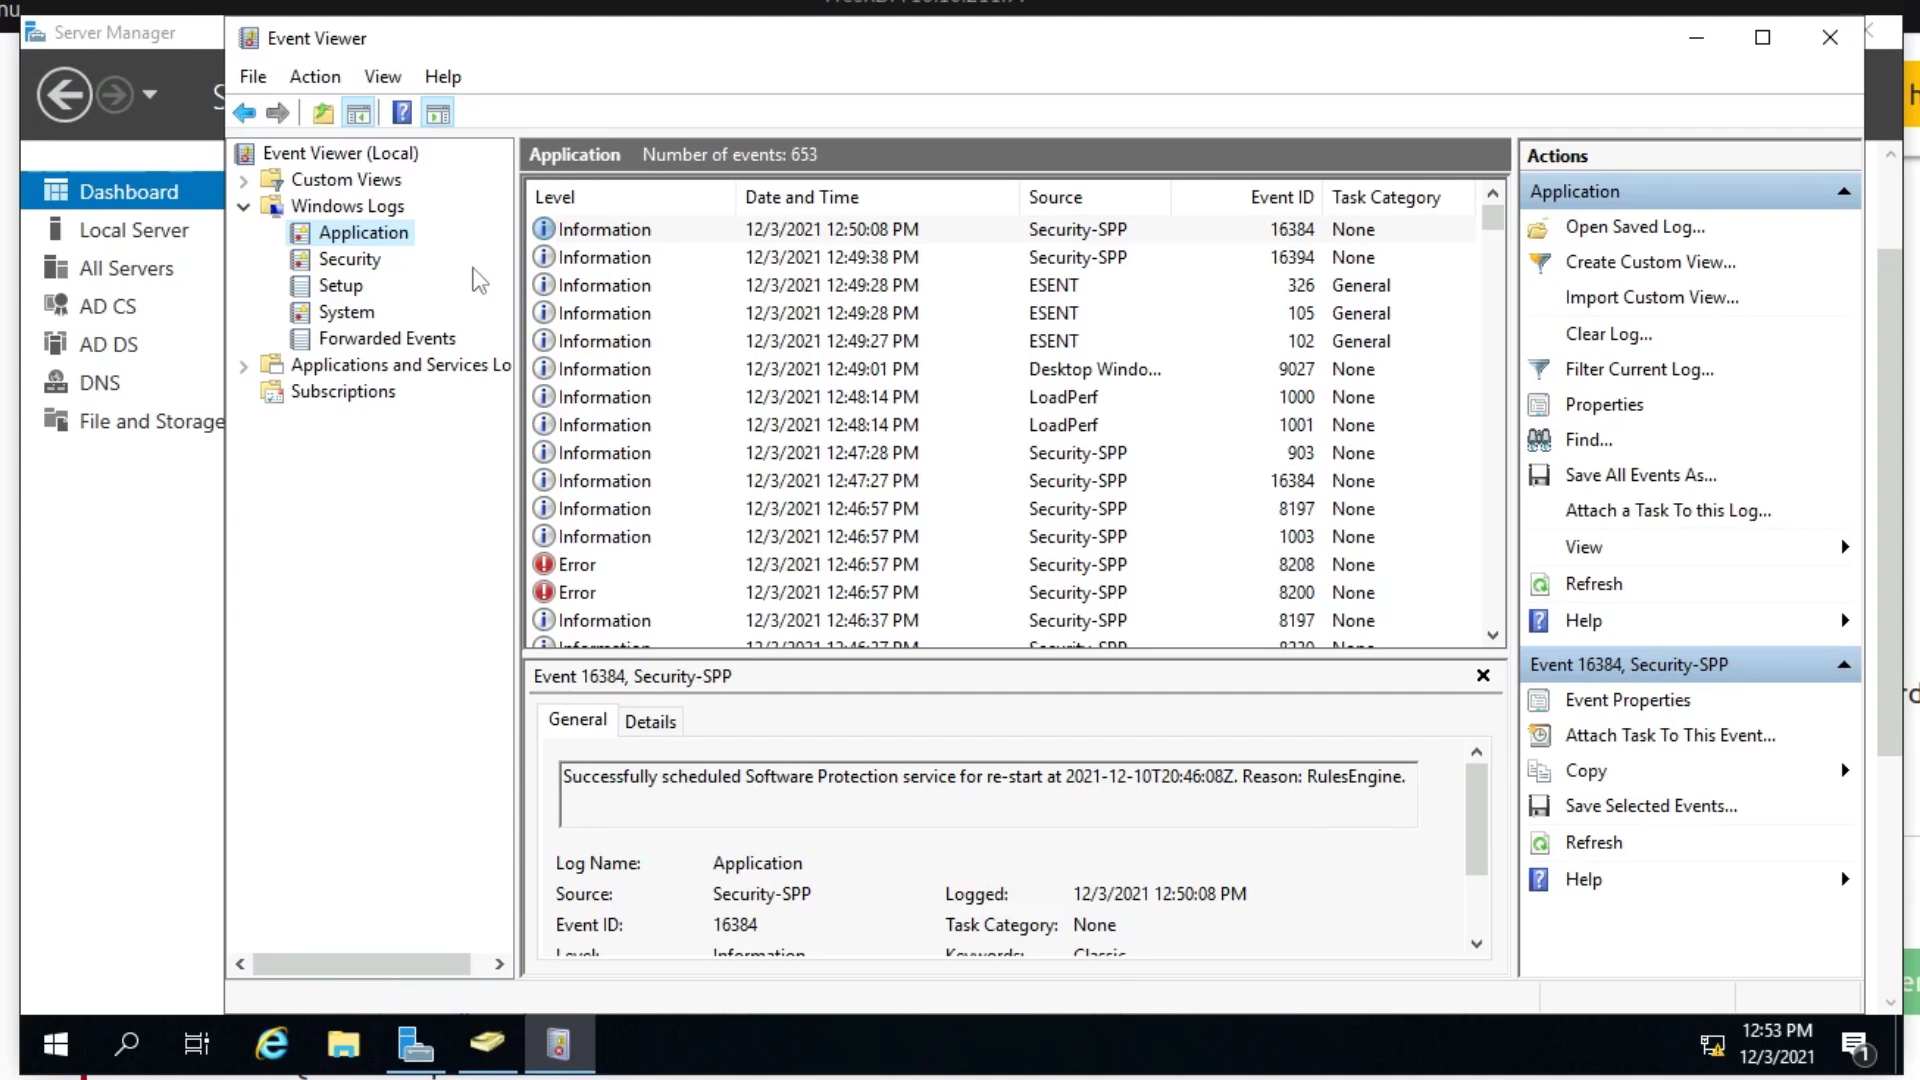 Server Manager
Event Viewer
File Action View Help
Dashboard
Local Server
All Servers
AD CS
AD DS
DNS
File and Storage
Event Viewer (Local)
Custom Views
Windows Logs
Application
Security
Setup
System
Forwarded Events
Applications and Services Lo
Subscriptions
Application Number of events: 653
Level Date and Time Source Event ID Task Category
Information 12/3/2021 12:50:08 PM Security-SPP 16384 None
Information 12/3/2021 12:49:38 PM Security-SPP 16394 None
Information 12/3/2021 12:49:28 PM ESENT 326 General
Information 12/3/2021 12:49:28 PM ESENT 105 General
Information 12/3/2021 12:49:27 PM ESENT 102 General
Information 12/3/2021 12:49:01 PM Desktop Windo... 9027 None
Information 12/3/2021 12:48:14 PM LoadPerf 1000 None
Information 12/3/2021 12:48:14 PM LoadPerf 1001 None
Information 12/3/2021 12:47:28 PM Security-SPP 903 None
Information 12/3/2021 12:47:27 PM Security-SPP 16384 None
Information 12/3/2021 12:46:57 PM Security-SPP 8197 None
Information 12/3/2021 12:46:57 PM Security-SPP 1003 None
Error 12/3/2021 12:46:57 PM Security-SPP 8208 None
Error 12/3/2021 12:46:57 PM Security-SPP 8200 None
Information 12/3/2021 12:46:37 PM Security-SPP 8197 None
Event 16384, Security-SPP
General Details
Successfully scheduled Software Protection service for re-start at 2021-12-10T20:46:08Z. Reason: RulesEngine.
Log Name: Application
Source: Security-SPP Logged: 12/3/2021 12:50:08 PM
Event ID: 16384 Task Category: None
Level: Information Keywords: Classic
Actions
Application
Open Saved Log...
Create Custom View...
Import Custom View...
Clear Log...
Filter Current Log...
Properties
Find...
Save All Events As...
Attach a Task To this Log...
View
Refresh
Help
Event 16384, Security-SPP
Event Properties
Attach Task To This Event...
Copy
Save Selected Events...
Refresh
Help
12:53 PM
12/3/2021
1